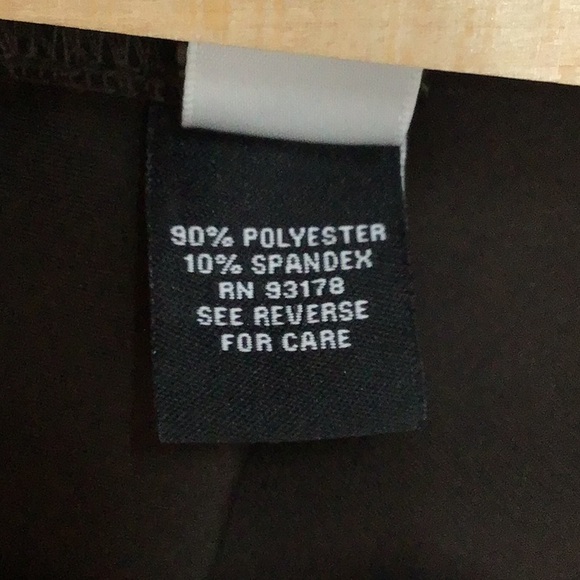 90% POLYESTER
10% SPANDEX
RN 93178
SEE REVERSE
FOR CARE